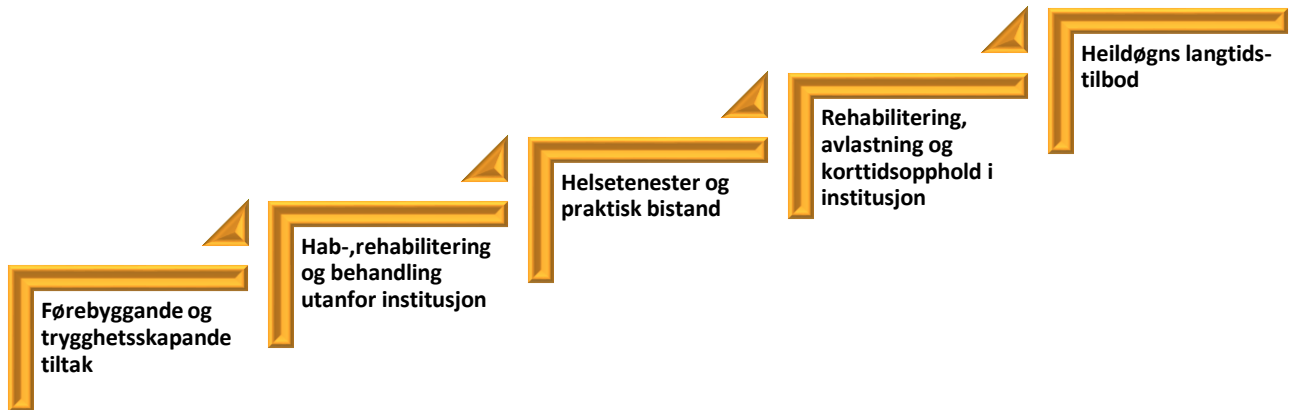 Førebyggande og
trygghetsskapande
tiltak
Hab-,rehabilitering
og behandling
utanfor institusjon
Helsetenester og
praktisk bistand
Rehabilitering,
avlastning og
korttidsopphold i
institusjon
Heildøgns langtids-
tilbod